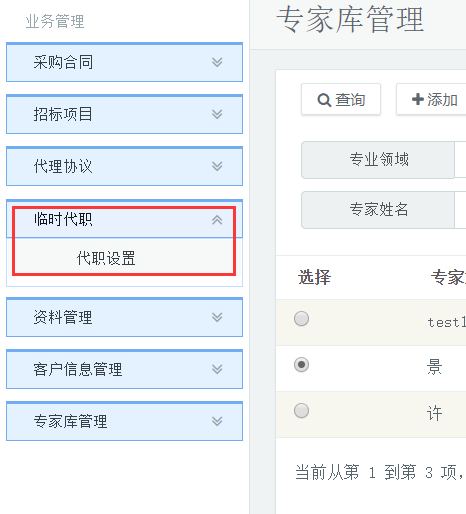 业务管理
采购合同
招标项目
代理协议
临时代职
代职设置
资料管理
客户信息管理
专家库管理
专家库管理
查询
添加
专业领域
专家姓名
选择 专家
test1
景
许
当前从第 1 到第 3 项，